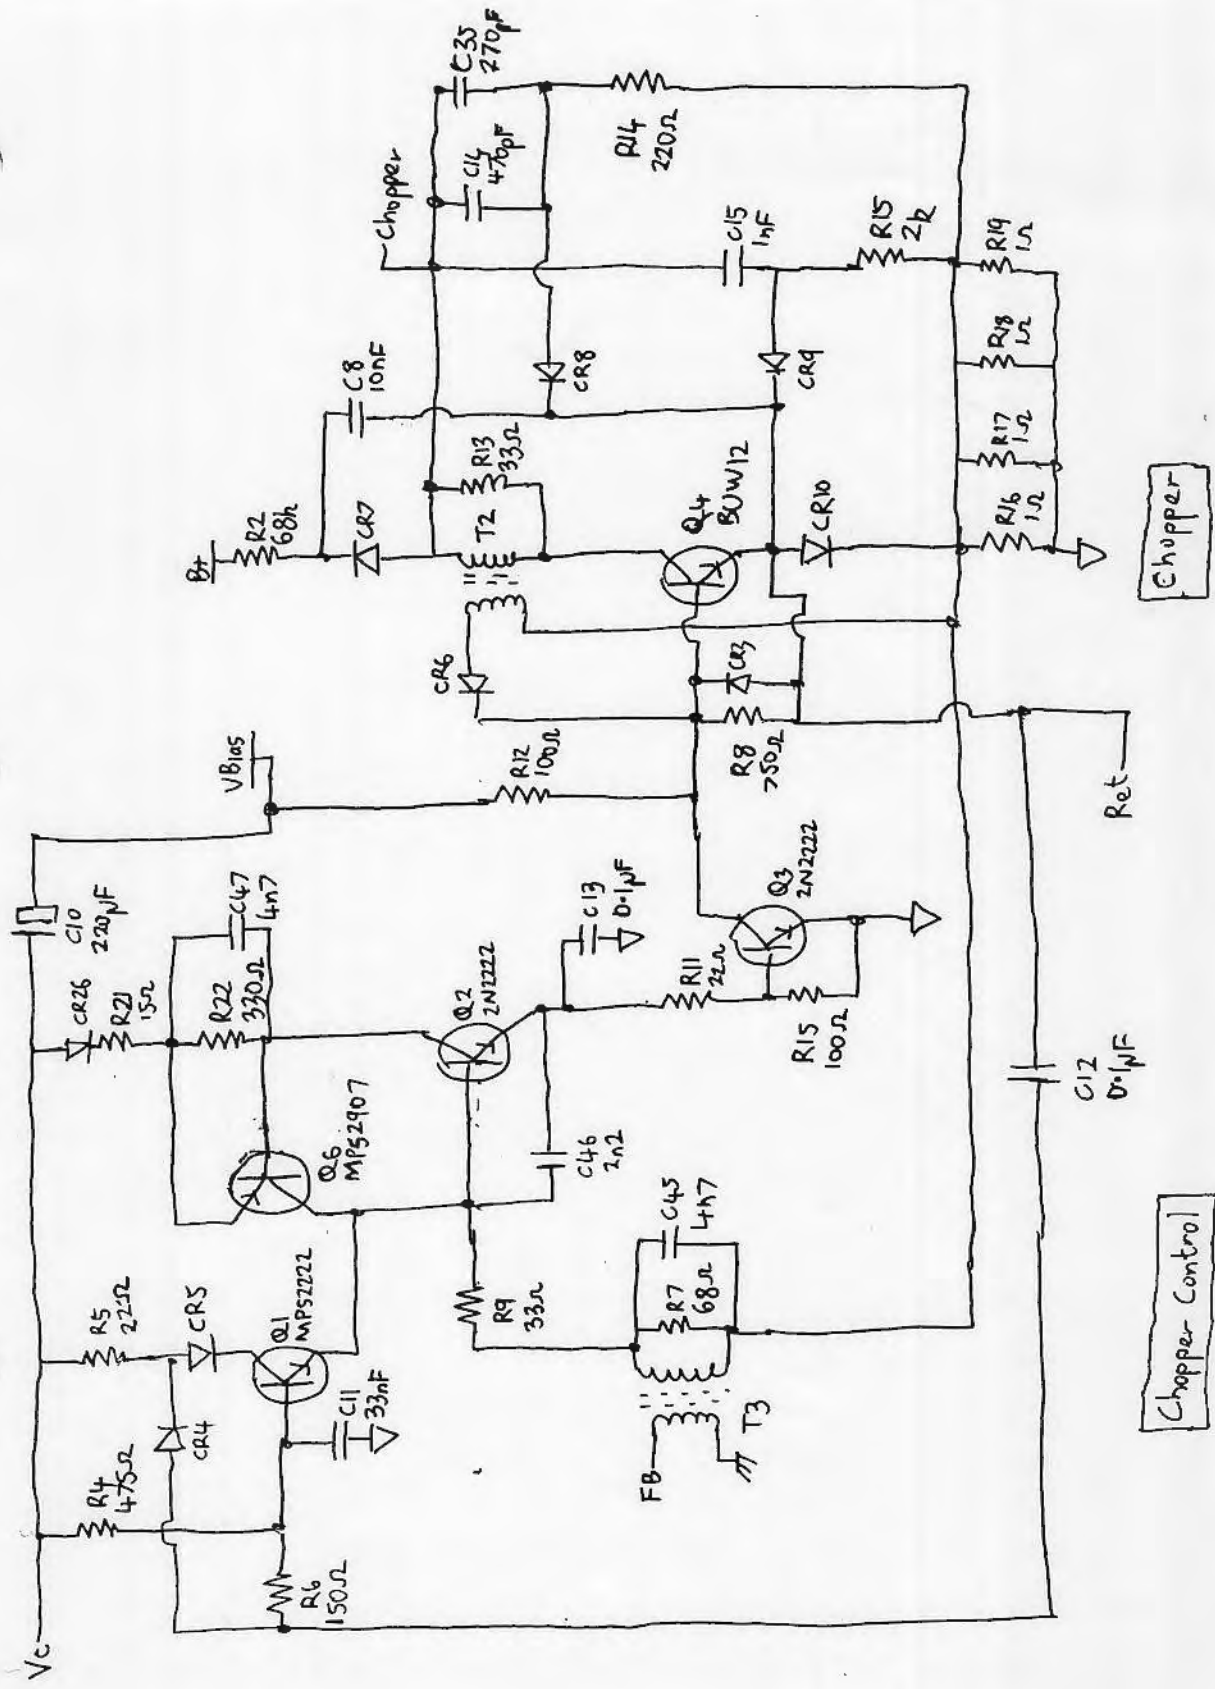 Vc
R4
475Ω
R5
22Ω
CR4
CR5
Q1
MPS2222
C11
33nF
R6
150Ω
CR26
R21
15Ω
C10
220µF
R22
330Ω
C47
4n7
Q6
MPS2907
VBias
R12
100Ω
Q2
2N2222
C13
0.1µF
C46
2n2
R9
33Ω
R11
22Ω
Q3
2N2222
R15
100Ω
FB
T3
R7
68Ω
C45
4n7
C12
0.1µF
Ret
B+
R2
68k
C8
10nF
CR7
CR6
T2
R13
33Ω
Chopper
C14
470pF
C35
270pF
CR8
R14
220Ω
Q4
BUW12
CR3
R8
750Ω
CR9
C15
1nF
R15
2k
CR10
R16
1Ω
R17
1Ω
R18
1Ω
R19
1Ω
Chopper Control
Chopper